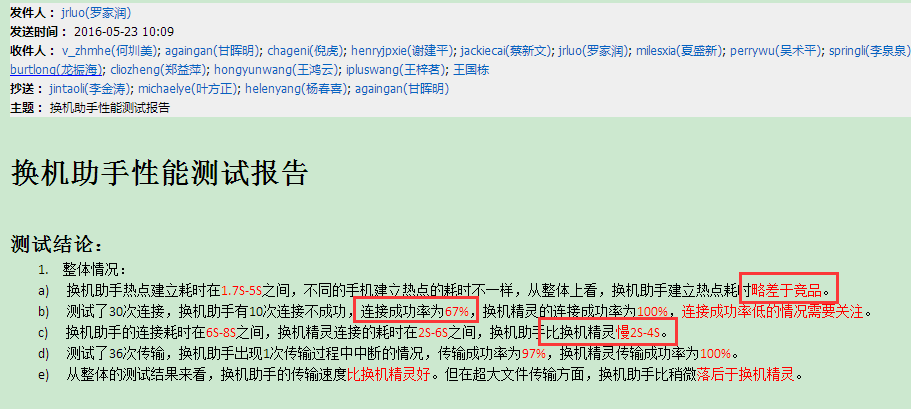 发件人： jrluo(罗家润)
发送时间： 2016-05-23 10:09
收件人： v_zmhe(何圳美); againgan(甘晖明); chageni(倪虎); henryjpxie(谢建平); jackiecai(蔡新文); jrluo(罗家润); milesxia(夏盛新); perrywu(吴术平); springli(李泉泉)
burtlong(龙振海); cliozheng(郑益萍); hongyunwang(王鸿云); ipluswang(王梓茗); 王国栋
抄送： jintaoli(李金涛); michaelye(叶方正); helenyang(杨春喜); againgan(甘晖明)
主题： 换机助手性能测试报告
换机助手性能测试报告
测试结论：
1. 整体情况：
a) 换机助手热点建立耗时在1.7S-5S之间，不同的手机建立热点的耗时不一样，从整体上看，换机助手建立热点耗时略差于竞品。
b) 测试了30次连接，换机助手有10次连接不成功，连接成功率为67%，换机精灵的连接成功率为100%，连接成功率低的情况需要关注。
c) 换机助手的连接耗时在6S-8S之间，换机精灵连接的耗时在2S-6S之间，换机助手比换机精灵慢2S-4S。
d) 测试了36次传输，换机助手出现1次传输过程中中断的情况，传输成功率为97%，换机精灵传输成功率为100%。
e) 从整体的测试结果来看，换机助手的传输速度比换机精灵好。但在超大文件传输方面，换机助手比稍微落后于换机精灵。